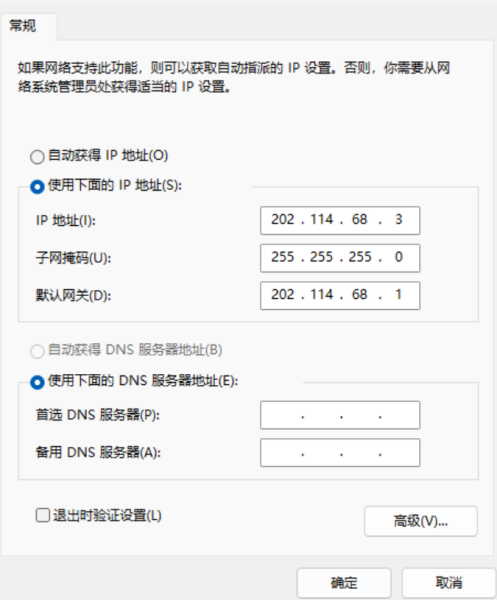 常规
如果网络支持此功能，则可以获取自动指派的 IP 设置。否则，你需要从网
络系统管理员处获得适当的 IP 设置。
自动获得 IP 地址(O)
使用下面的 IP 地址(S):
IP 地址(I): 202 . 114 . 68 . 3
子网掩码(U): 255 . 255 . 255 . 0
默认网关(D): 202 . 114 . 68 . 1
自动获得 DNS 服务器地址(B)
使用下面的 DNS 服务器地址(E):
首选 DNS 服务器(P): . . .
备用 DNS 服务器(A): . . .
退出时验证设置(L)
高级(V)...
确定 取消